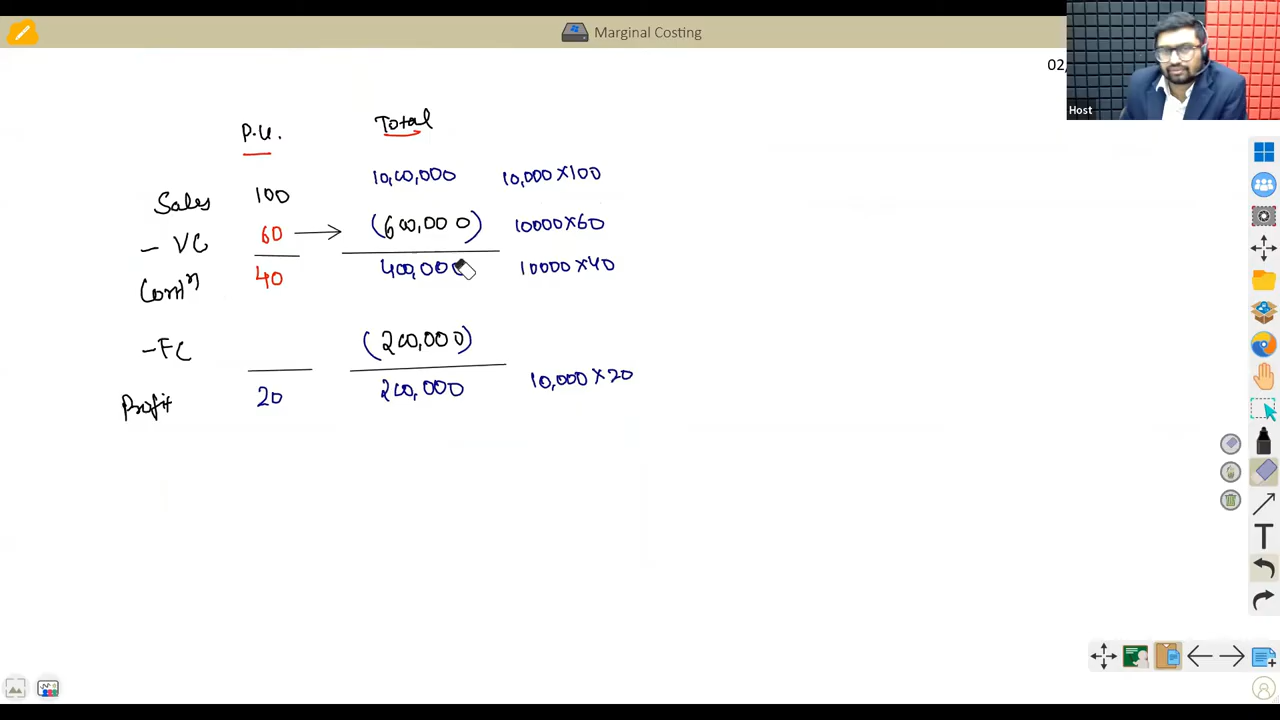 Marginal Costing
02/
Host
P.U. Total
Sales 100 10,00,000 10,000×100
- VC 60 → (600,000) 10000×60
Contⁿ 40 400,000 10000×40
-FC (200,000)
Profit 20 200,000 10,000×20
T